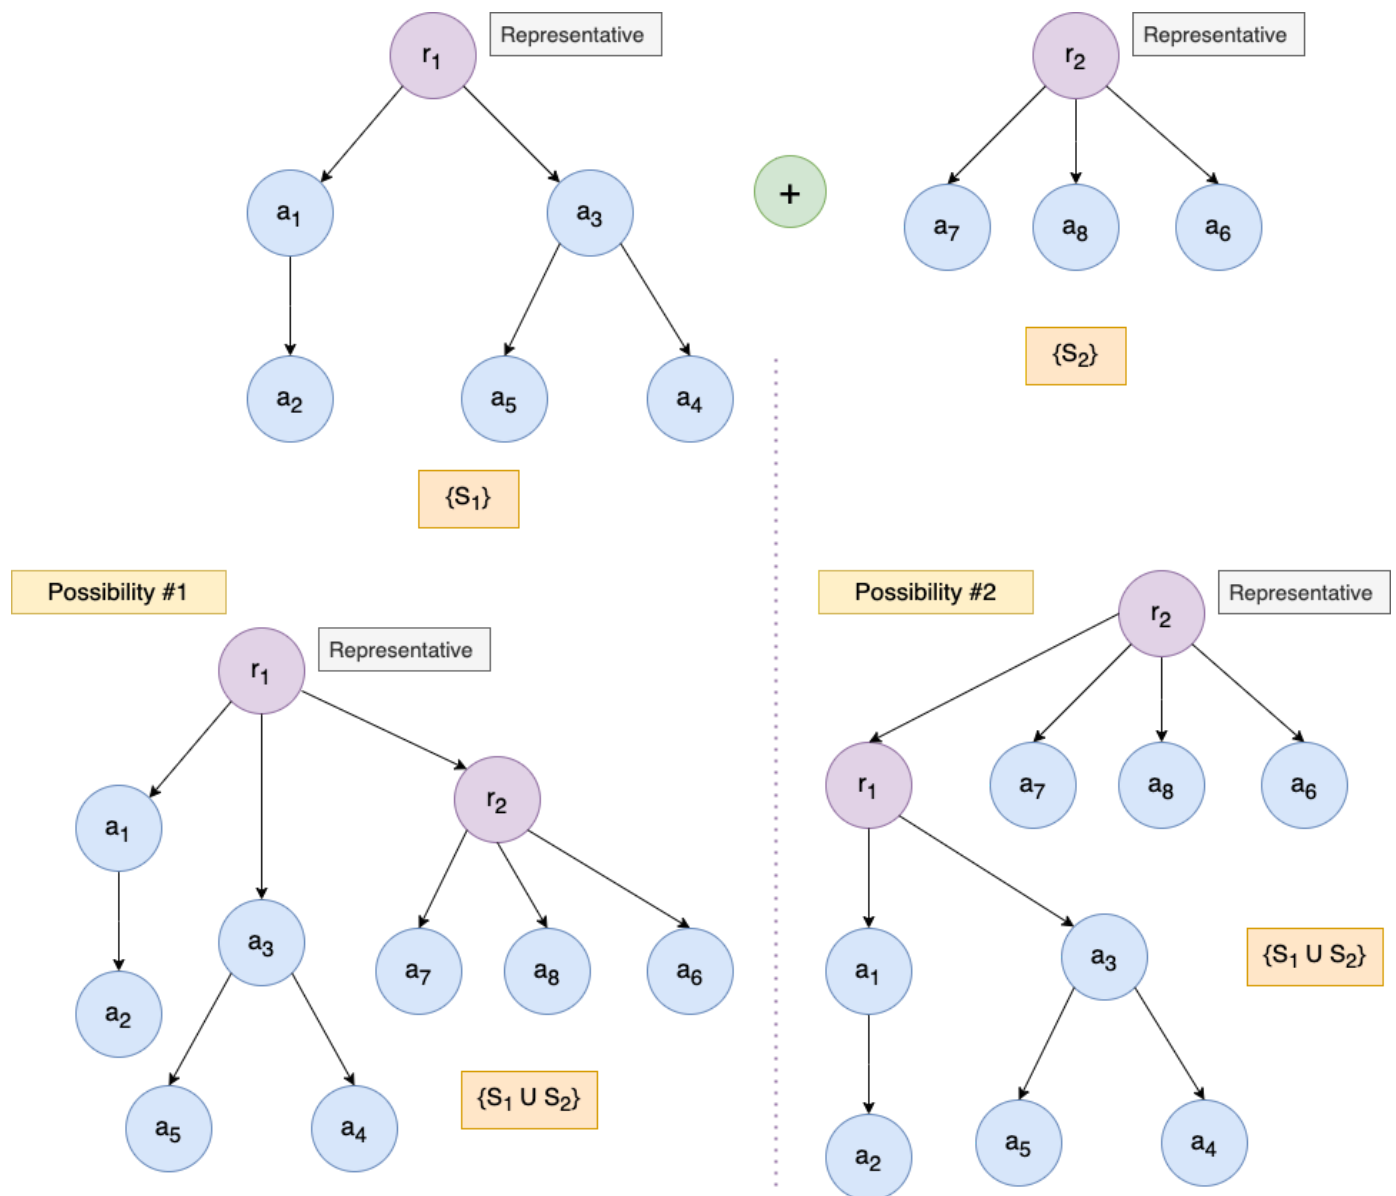 r₁
Representative
r₂
Representative
a₁
a₃
+
a₇
a₈
a₆
{S₂}
a₂
a₅
a₄
{S₁}
Possibility #1
Possibility #2
r₂
Representative
r₁
Representative
r₁
a₇
a₈
a₆
r₂
a₁
a₃
a₇
a₈
a₆
a₁
a₃
{S₁ U S₂}
a₂
{S₁ U S₂}
a₅
a₄
a₂
a₅
a₄